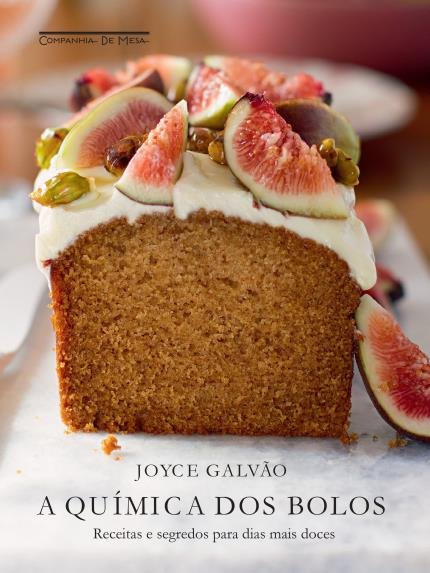 COMPANHIA DE MESA
JOYCE GALVÃO
A QUÍMICA DOS BOLOS
Receitas e segredos para dias mais doces